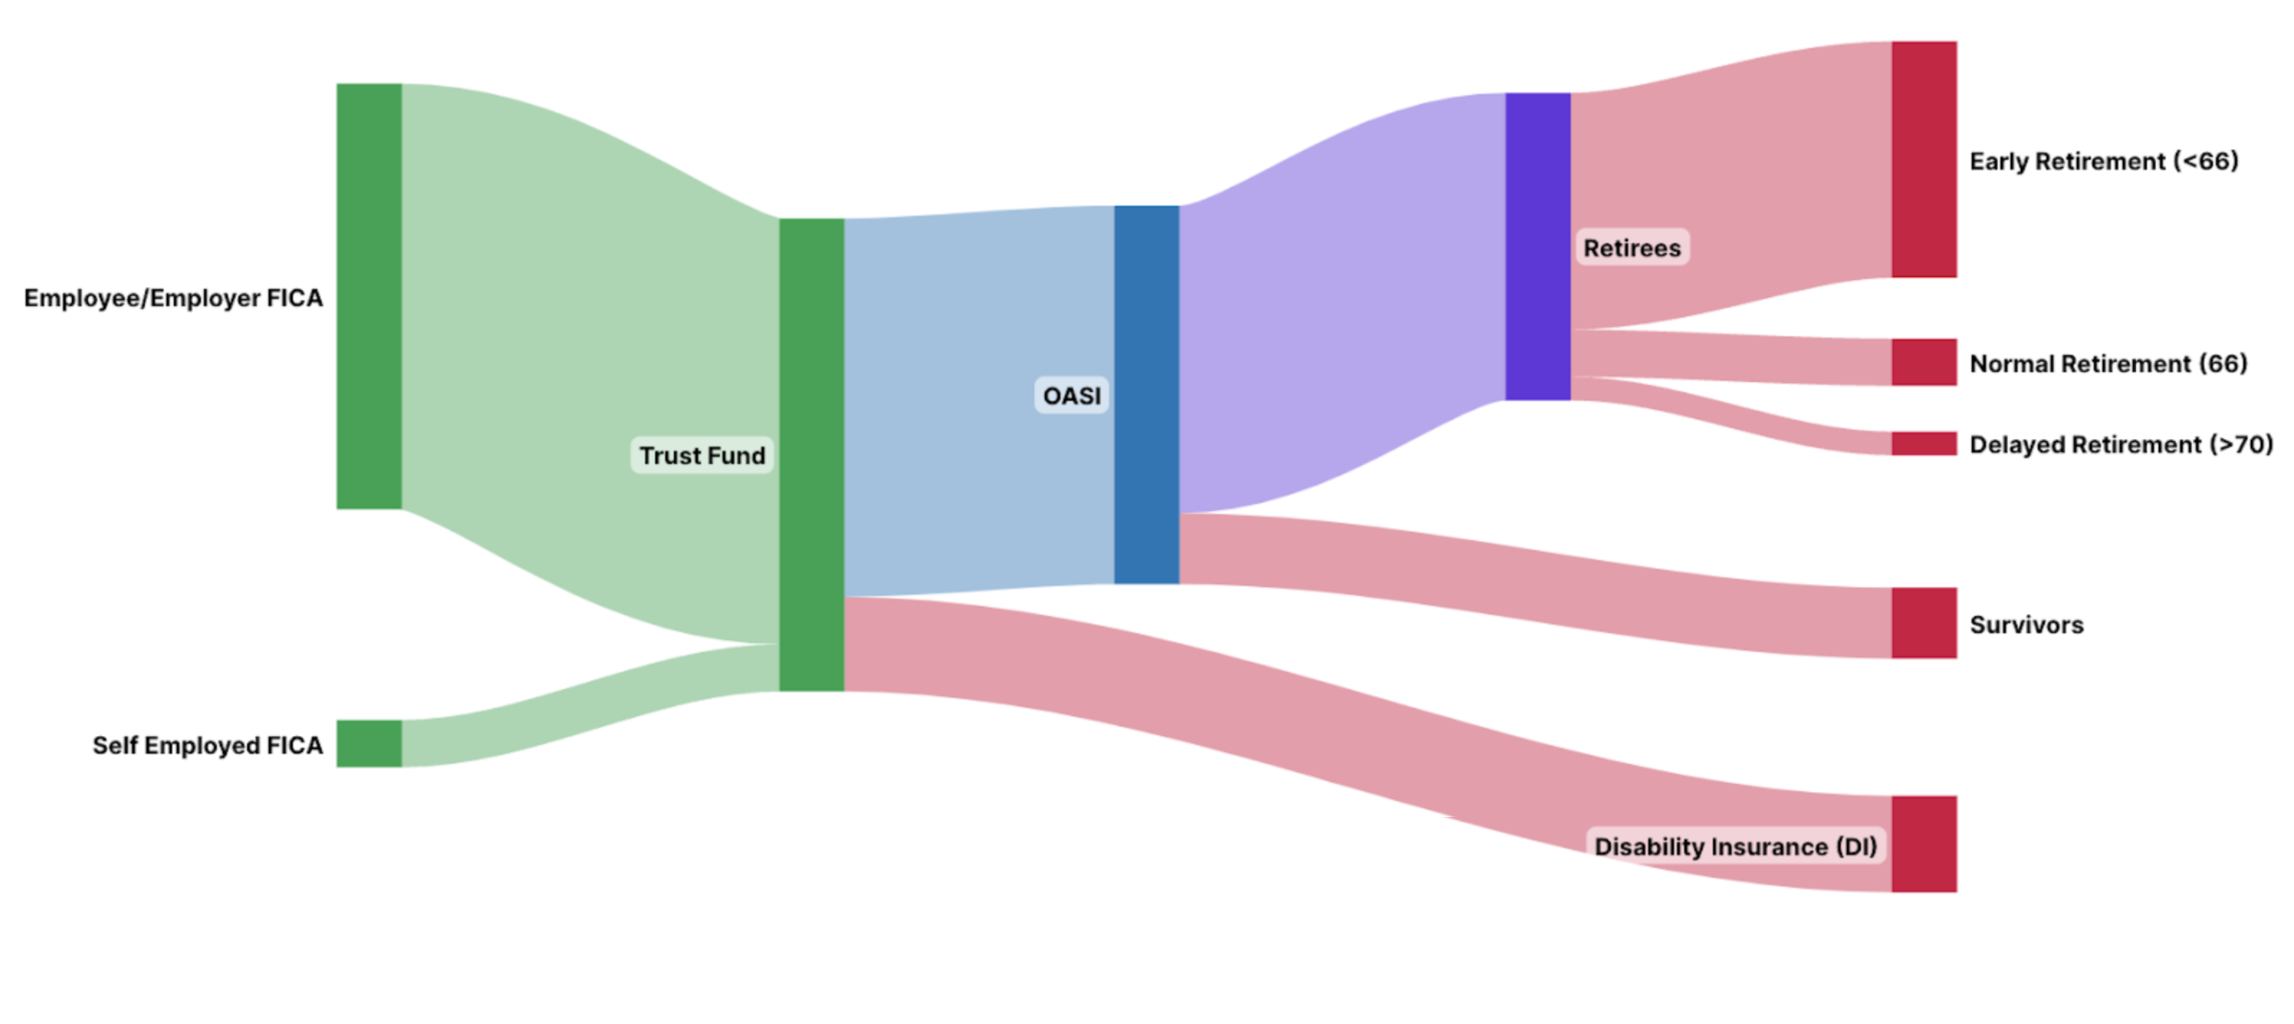 Early Retirement (<66)
Retirees
Employee/Employer FICA
Normal Retirement (66)
OASI
Delayed Retirement (>70)
Trust Fund
Survivors
Self Employed FICA
Disability Insurance (DI)